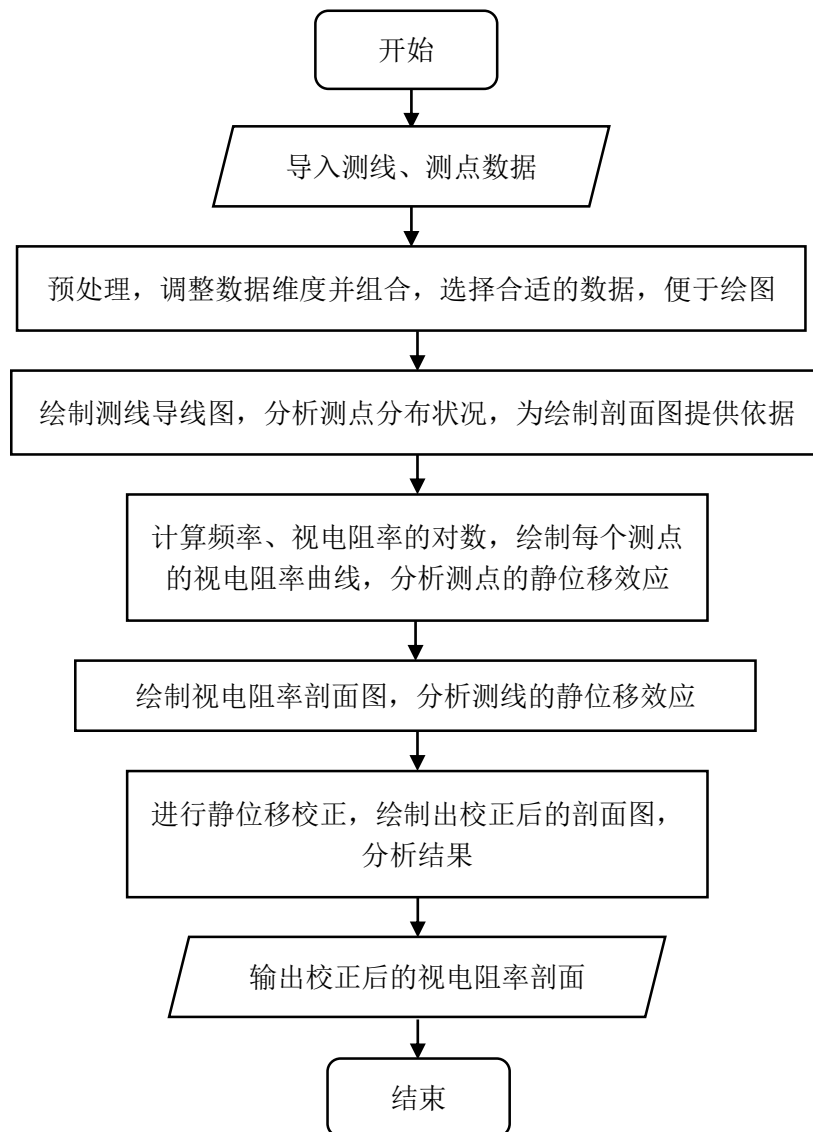 开始
导入测线、测点数据
预处理，调整数据维度并组合，选择合适的数据，便于绘图
绘制测线导线图，分析测点分布状况，为绘制剖面图提供依据
计算频率、视电阻率的对数，绘制每个测点
的视电阻率曲线，分析测点的静位移效应
绘制视电阻率剖面图，分析测线的静位移效应
进行静位移校正，绘制出校正后的剖面图，
分析结果
输出校正后的视电阻率剖面
结束